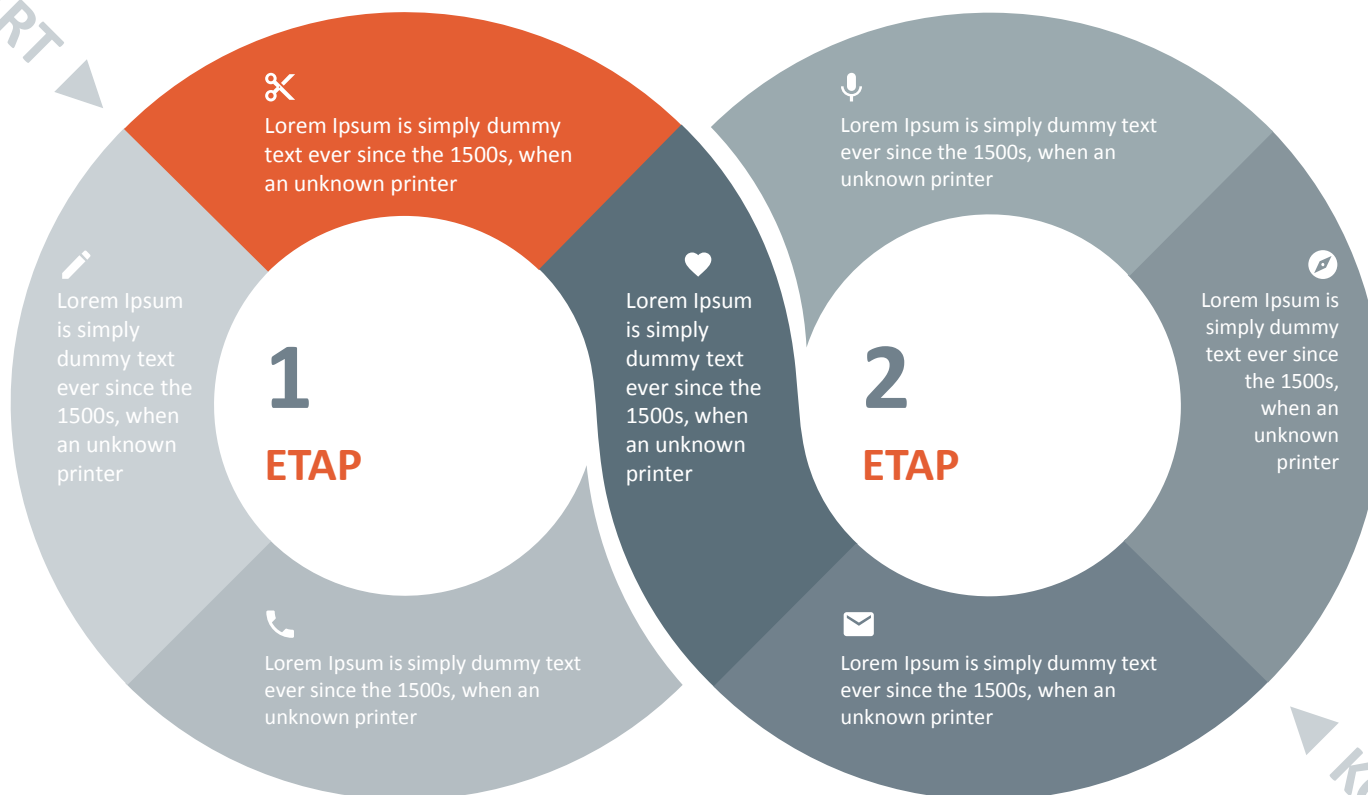 RT
Lorem Ipsum is simply dummy
text ever since the 1500s, when
an unknown printer
Lorem Ipsum
is simply
dummy text
ever since the
1500s, when
an unknown
printer
1
ETAP
Lorem Ipsum is simply dummy text
ever since the 1500s, when an
unknown printer
Lorem Ipsum
is simply
dummy text
ever since the
1500s, when
an unknown
printer
Lorem Ipsum is simply dummy text
ever since the 1500s, when an
unknown printer
2
ETAP
Lorem Ipsum is
simply dummy
text ever since
the 1500s,
when an
unknown
printer
Lorem Ipsum is simply dummy text
ever since the 1500s, when an
unknown printer